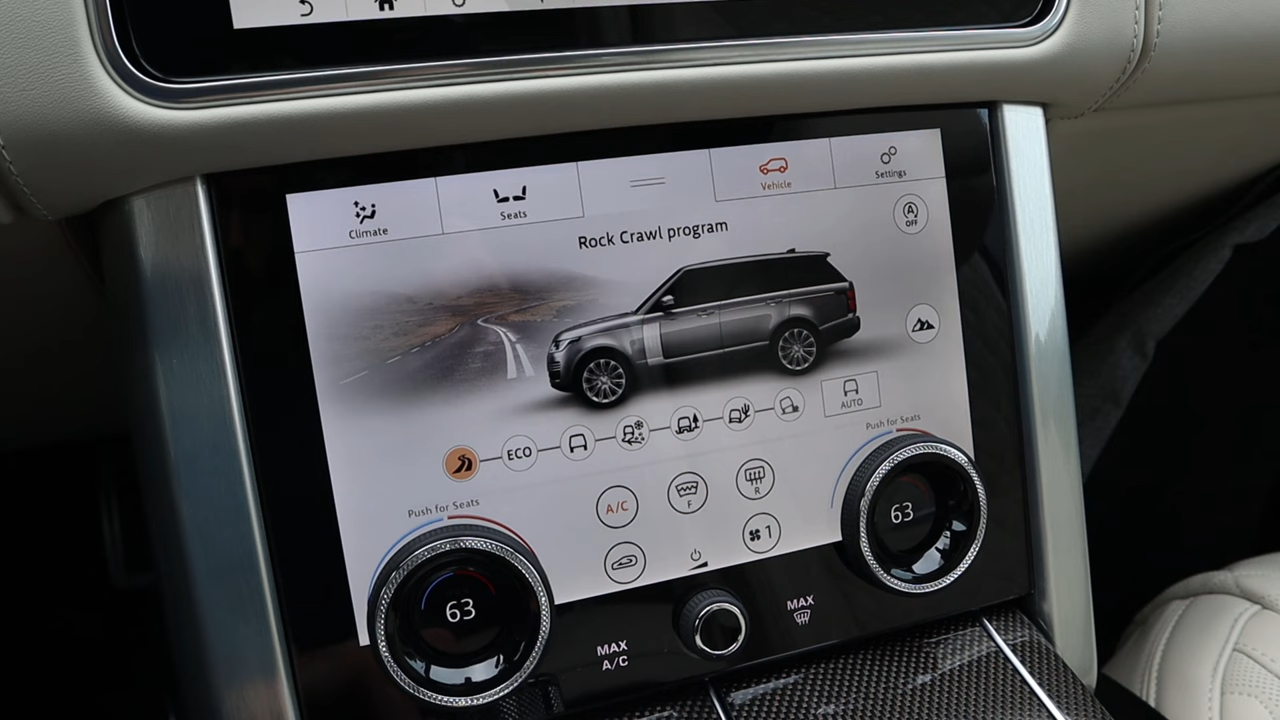 Climate
Seats
Vehicle
Settings
A
OFF
Rock Crawl program
ECO
AUTO
Push for Seats
Push for Seats
A/C
F
R
1
63
63
MAX
A/C
MAX